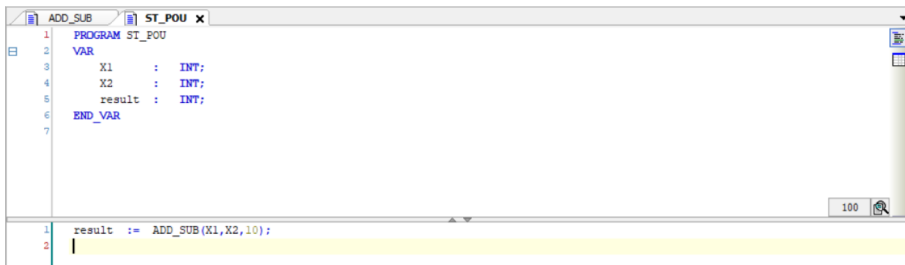 ADD_SUB ST_POU X
1 PROGRAM ST_POU
2 VAR
3 X1 : INT;
4 X2 : INT;
5 result : INT;
6 END_VAR
7
100
1 result := ADD_SUB(X1,X2,10);
2